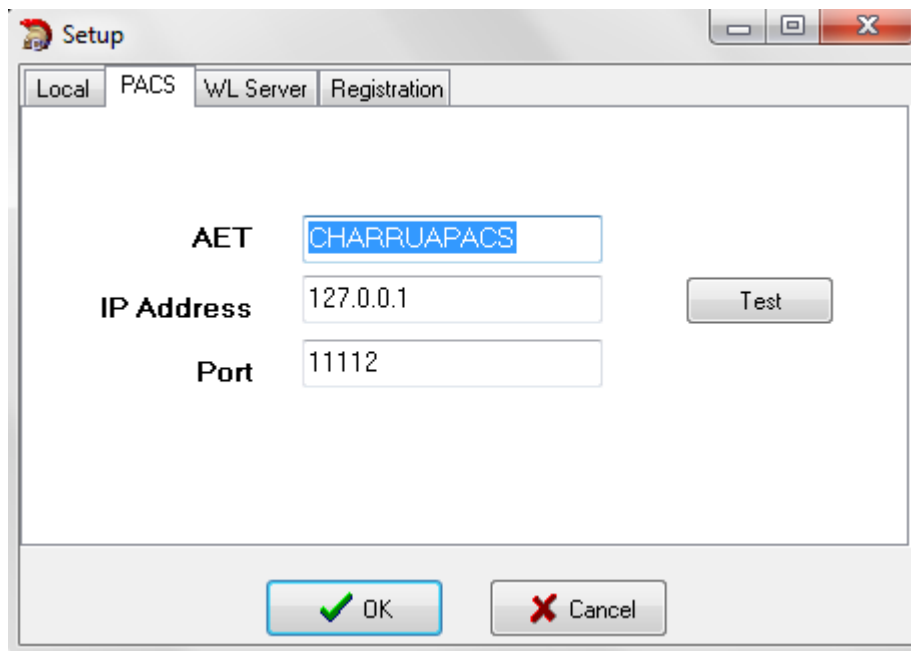 Setup
Local PACS WL Server Registration
AET CHARRUAPACS
IP Address 127.0.0.1 Test
Port 11112
OK Cancel